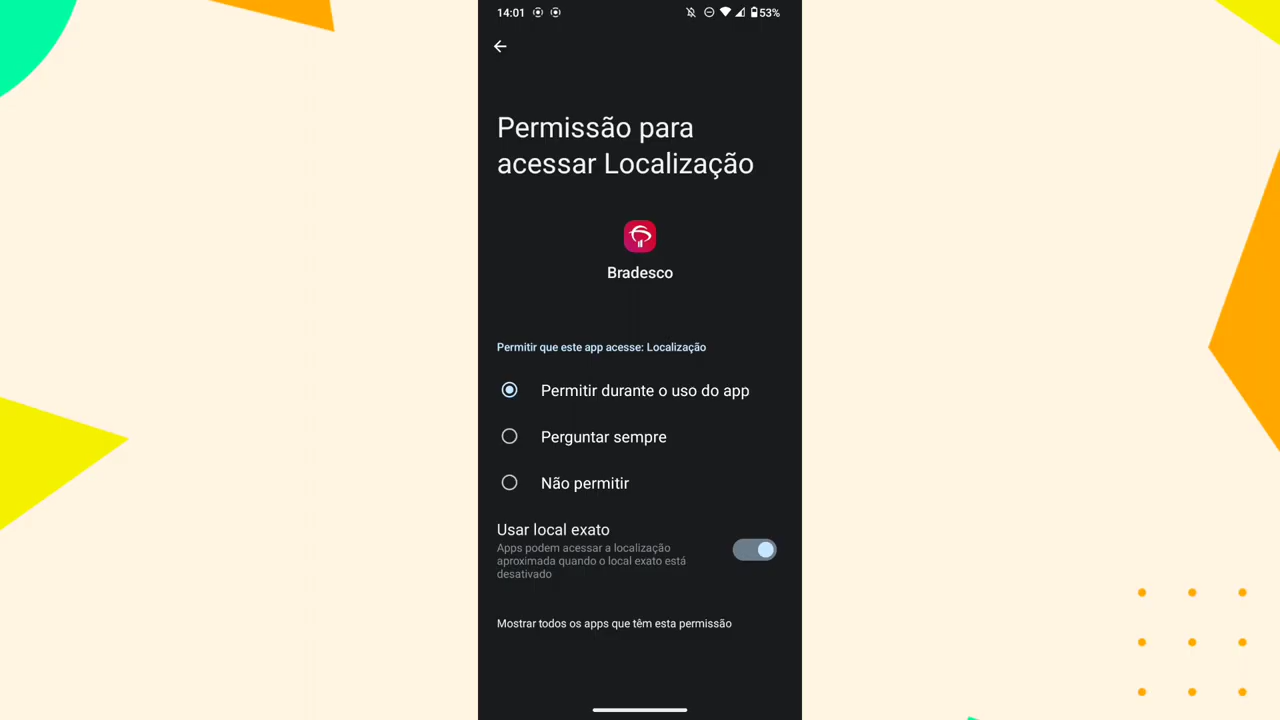 14:01 53%
Permissão para
acessar Localização
Bradesco
Permitir que este app acesse: Localização
Permitir durante o uso do app
Perguntar sempre
Não permitir
Usar local exato
Apps podem acessar a localização
aproximada quando o local exato está
desativado
Mostrar todos os apps que têm esta permissão